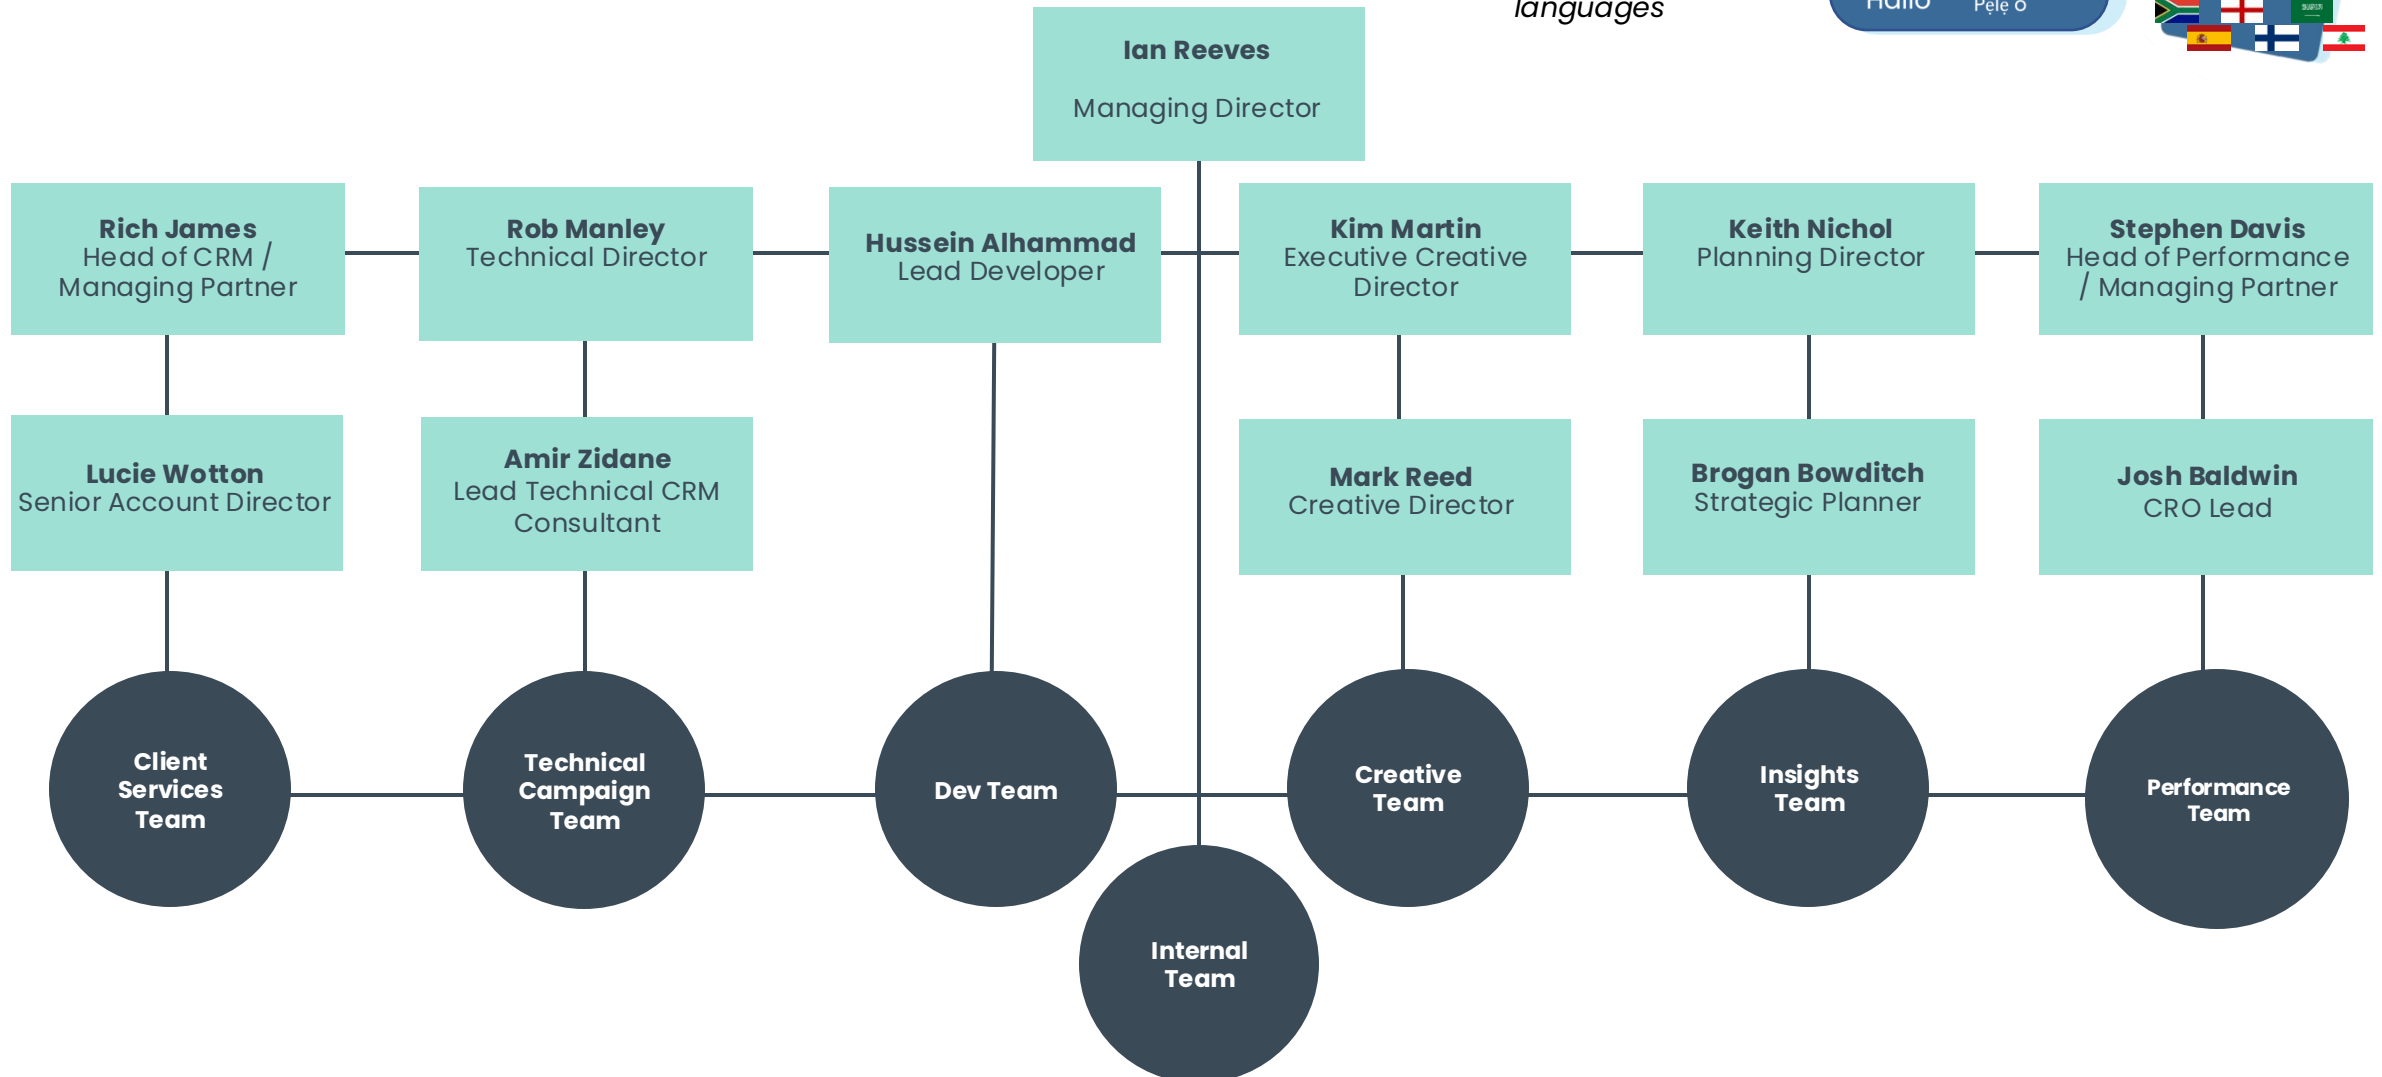 languages
Hallo
Pẹlẹ o
Ian Reeves
Managing Director
Rich James
Head of CRM /
Managing Partner
Rob Manley
Technical Director
Hussein Alhammad
Lead Developer
Kim Martin
Executive Creative
Director
Keith Nichol
Planning Director
Stephen Davis
Head of Performance
/ Managing Partner
Lucie Wotton
Senior Account Director
Amir Zidane
Lead Technical CRM
Consultant
Mark Reed
Creative Director
Brogan Bowditch
Strategic Planner
Josh Baldwin
CRO Lead
Client
Services
Team
Technical
Campaign
Team
Dev Team
Creative
Team
Insights
Team
Performance
Team
Internal
Team